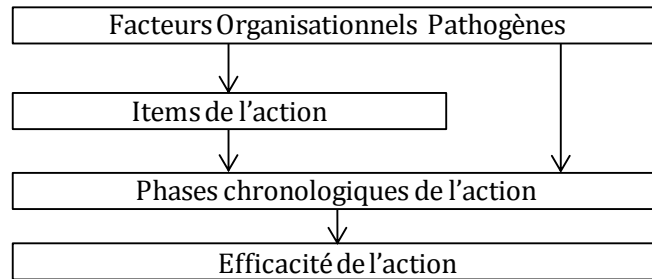 Facteurs Organisationnels Pathogènes
Items de l’action
Phases chronologiques de l’action
Efficacité de l’action